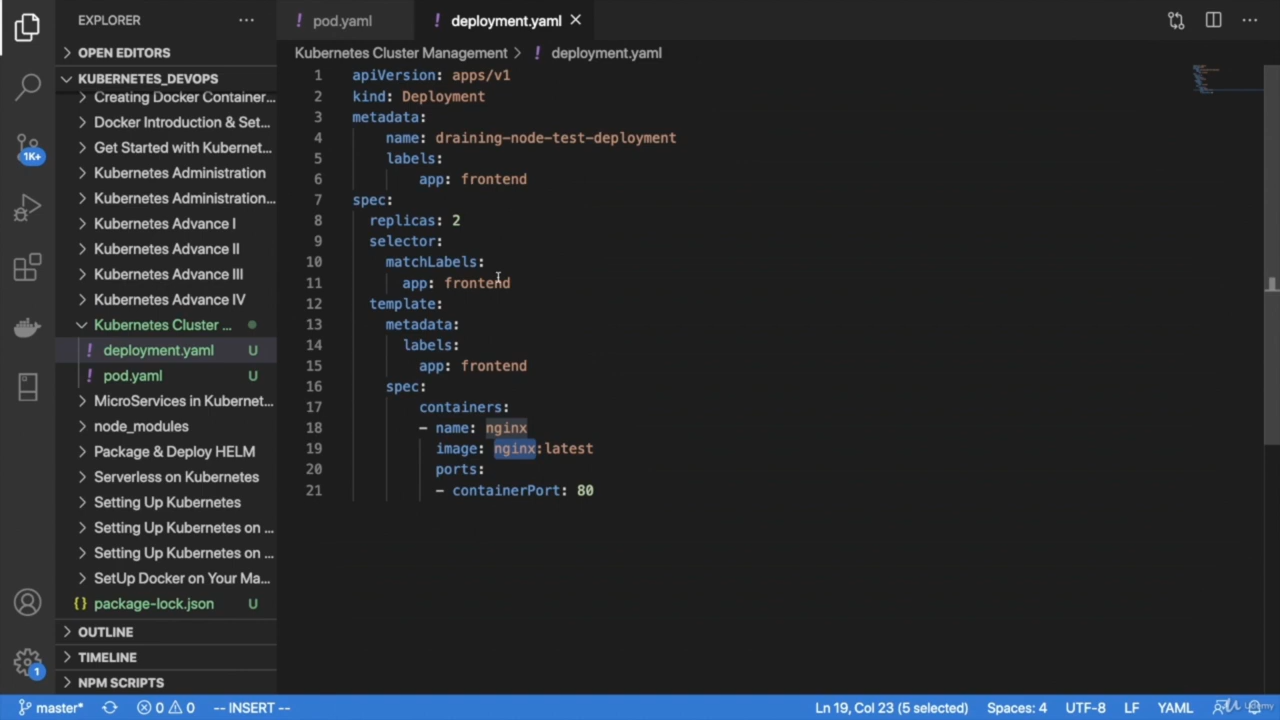 EXPLORER
pod.yaml
deployment.yaml
OPEN EDITORS
Kubernetes Cluster Management > deployment.yaml
KUBERNETES_DEVOPS
Creating Docker Container...
Docker Introduction & Set...
Get Started with Kubernet...
Kubernetes Administration
Kubernetes Administration...
Kubernetes Advance I
Kubernetes Advance II
Kubernetes Advance III
Kubernetes Advance IV
Kubernetes Cluster ...
deployment.yaml U
pod.yaml U
MicroServices in Kubernet...
node_modules
Package & Deploy HELM
Serverless on Kubernetes
Setting Up Kubernetes
Setting Up Kubernetes on ...
Setting Up Kubernetes on ...
SetUp Docker on Your Ma...
{} package-lock.json U
OUTLINE
TIMELINE
NPM SCRIPTS
1K+
1
1 apiVersion: apps/v1
2 kind: Deployment
3 metadata:
4 name: draining-node-test-deployment
5 labels:
6 app: frontend
7 spec:
8 replicas: 2
9 selector:
10 matchLabels:
11 app: frontend
12 template:
13 metadata:
14 labels:
15 app: frontend
16 spec:
17 containers:
18 - name: nginx
19 image: nginx:latest
20 ports:
21 - containerPort: 80
master* 0 0 -- INSERT -- Ln 19, Col 23 (5 selected) Spaces: 4 UTF-8 LF YAML
Udemy